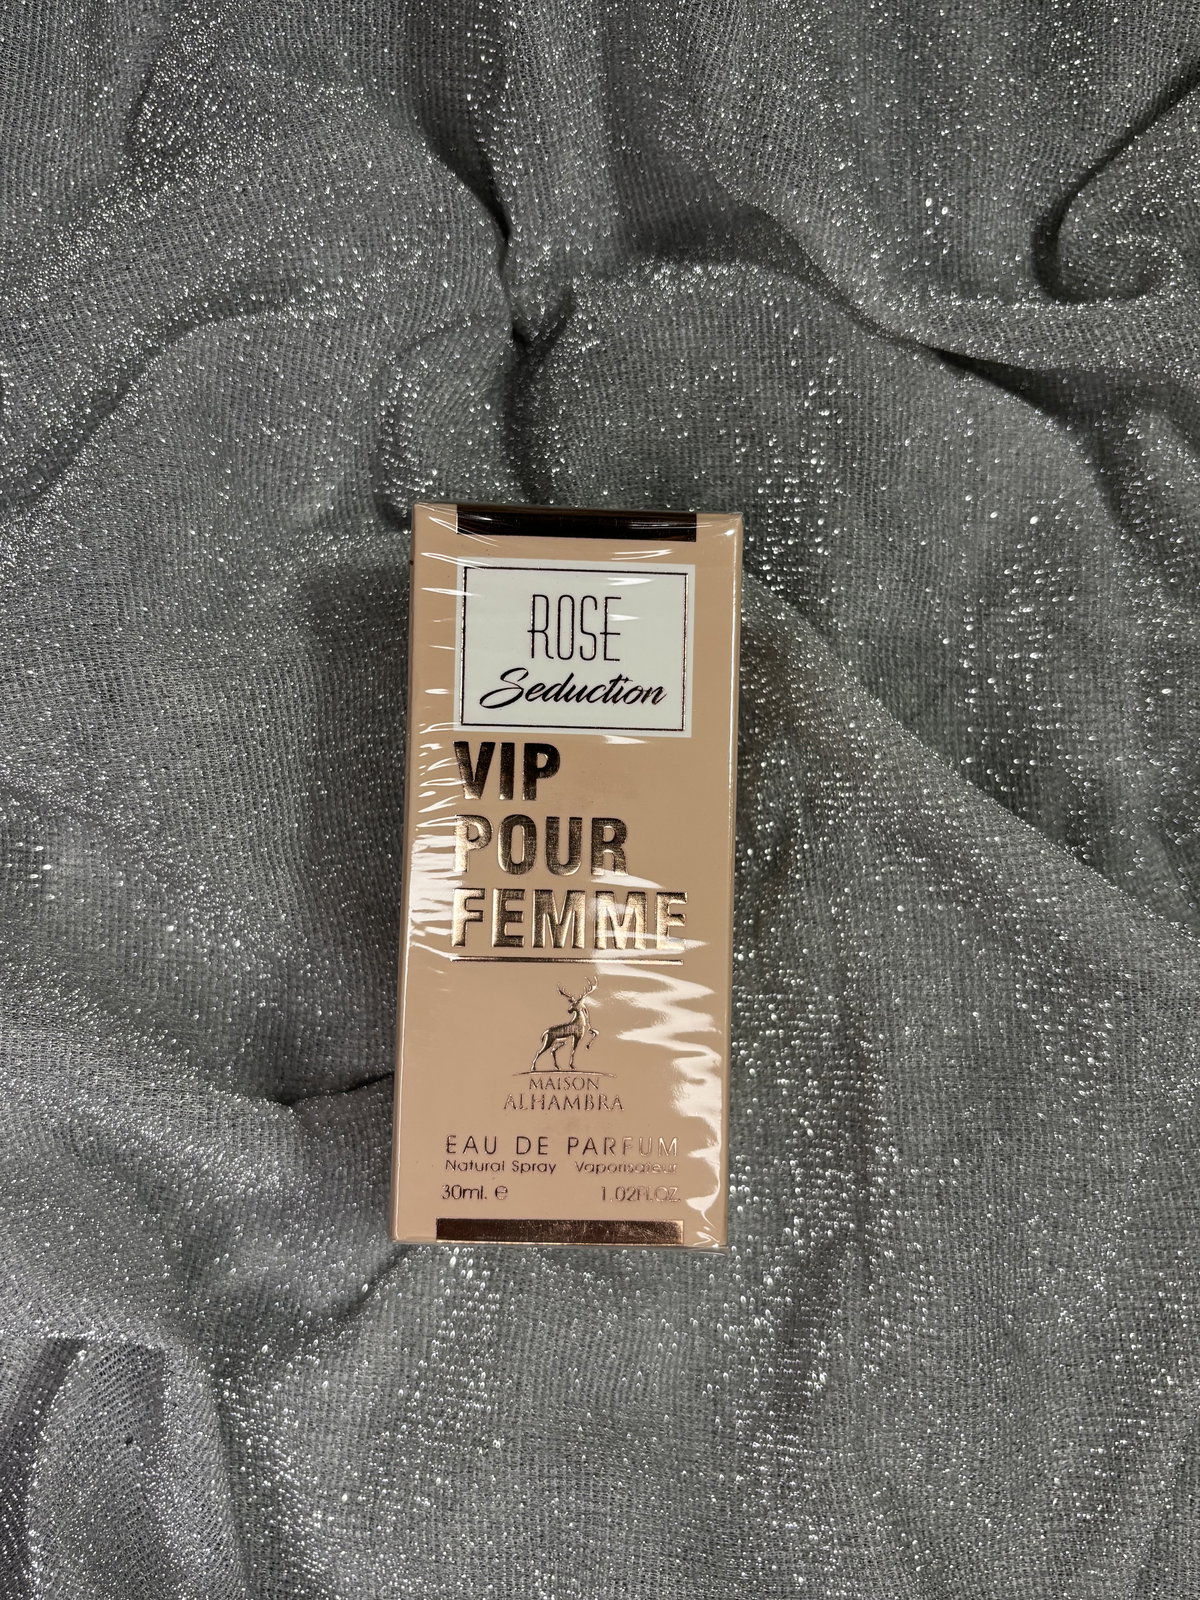 ROSE
Seduction
VIP
POUR
FEMME
MAISON
ALHAMBRA
EAU DE PARFUM
Natural Spray Vaporisateur
30ml. ℮ 1.02Fl.OZ.